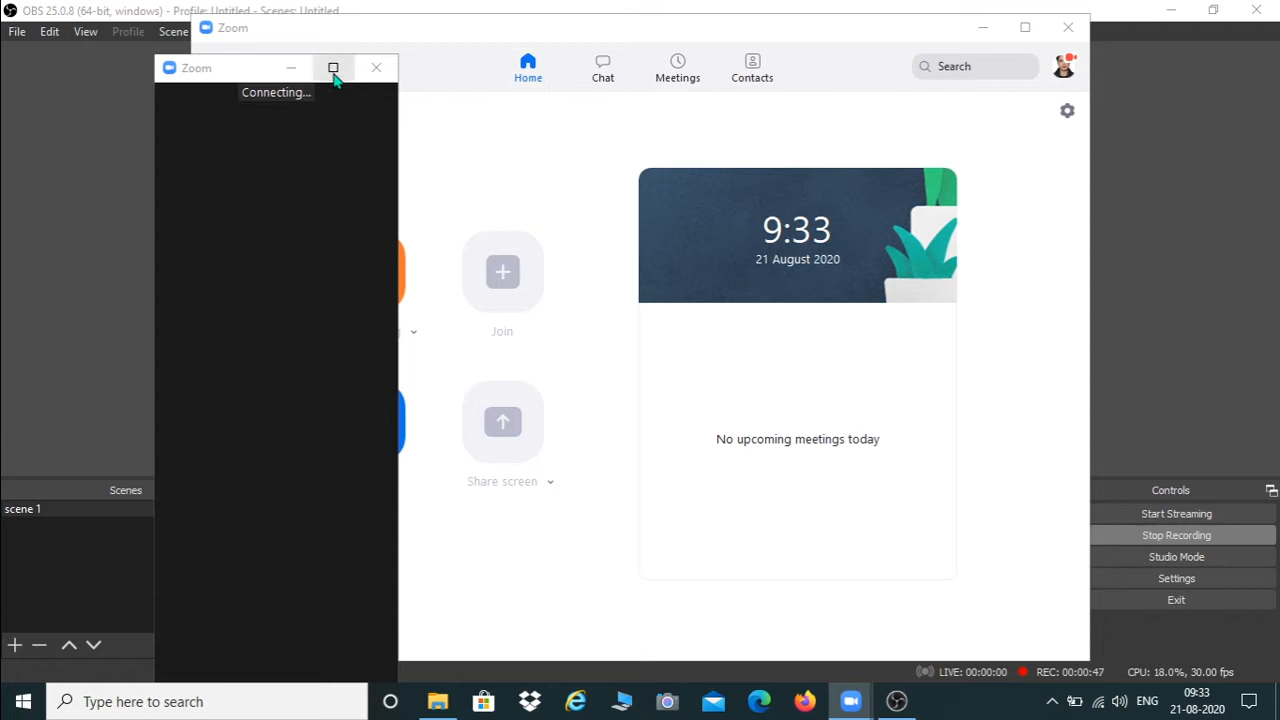 OBS 25.0.8 (64-bit, windows) - Profile: Untitled - Scenes: Untitled
File Edit View Profile Scene
Zoom
Zoom
Connecting...
Home Chat Meetings Contacts
Search
9:33
21 August 2020
Join
No upcoming meetings today
Share screen
Scenes
scene 1
Controls
Start Streaming
Stop Recording
Studio Mode
Settings
Exit
LIVE: 00:00:00 REC: 00:00:47 CPU: 18.0%, 30.00 fps
Type here to search
ENG
09:33
21-08-2020